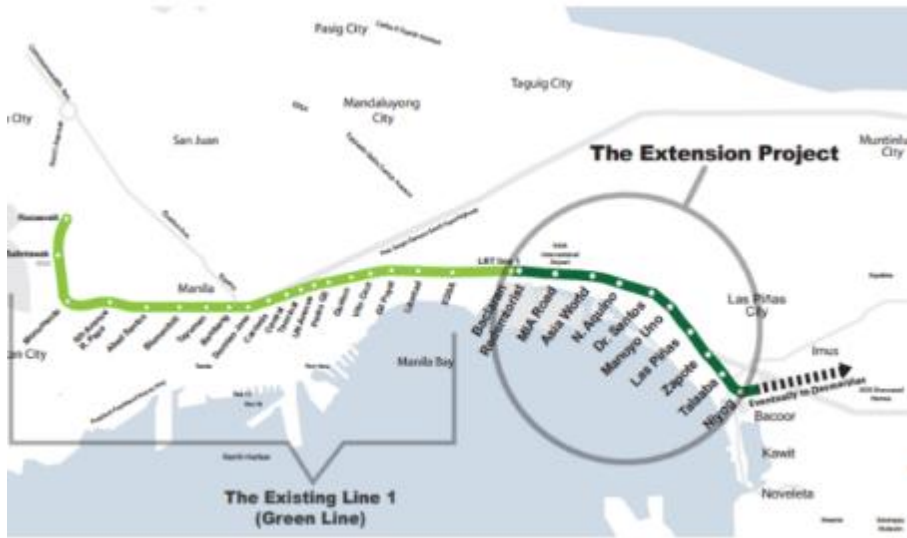 Pasig City
Taguig City
Mandaluyong
City
EDSA
San Juan
Muntinlu
City
The Extension Project
Roosevelt
Balintawak
Manila
LRT line 1
Monumento
5th Avenue
R. Papa
Abad Santos
Blumentritt
Tayuman
Bambang
Doroteo Jose
Carriedo
Central
Pedro Gil
Quirino
Vito Cruz
Gil Puyat
Libertad
EDSA
Baclaran
Redemptorist
MIA Road
Asia World
N. Aquino
Dr. Santos
Manuyo Uno
Las Piñas
Zapote
Talaba
Niyog
Las Piñas
City
Imus
Eventually to Dasmariñas
Bacoor
Kawit
Noveleta
Manila Bay
The Existing Line 1
(Green Line)